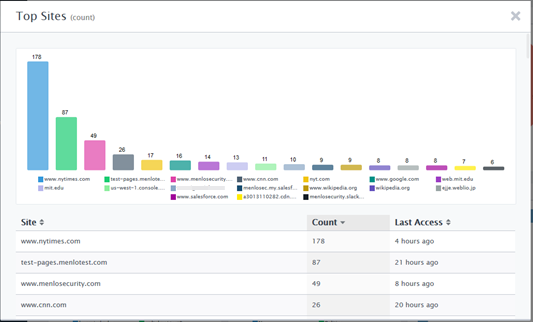 Top Sites (count)
178
87
49
26
17
16
14
13
11
10
9
9
8
8
8
7
6
www.nytimes.com
test-pages.menlote...
www.menlosecurity....
www.cnn.com
nyt.com
www.google.com
web.mit.edu
mit.edu
us-west-1.console....
menlosec.my.salesf...
www.wikipedia.org
wikipedia.org
ejje.weblio.jp
www.salesforce.com
a3013110282.cdn....
menlosecurity.slack...
Site Count Last Access
www.nytimes.com 178 4 hours ago
test-pages.menlotest.com 87 21 hours ago
www.menlosecurity.com 49 8 hours ago
www.cnn.com 26 20 hours ago